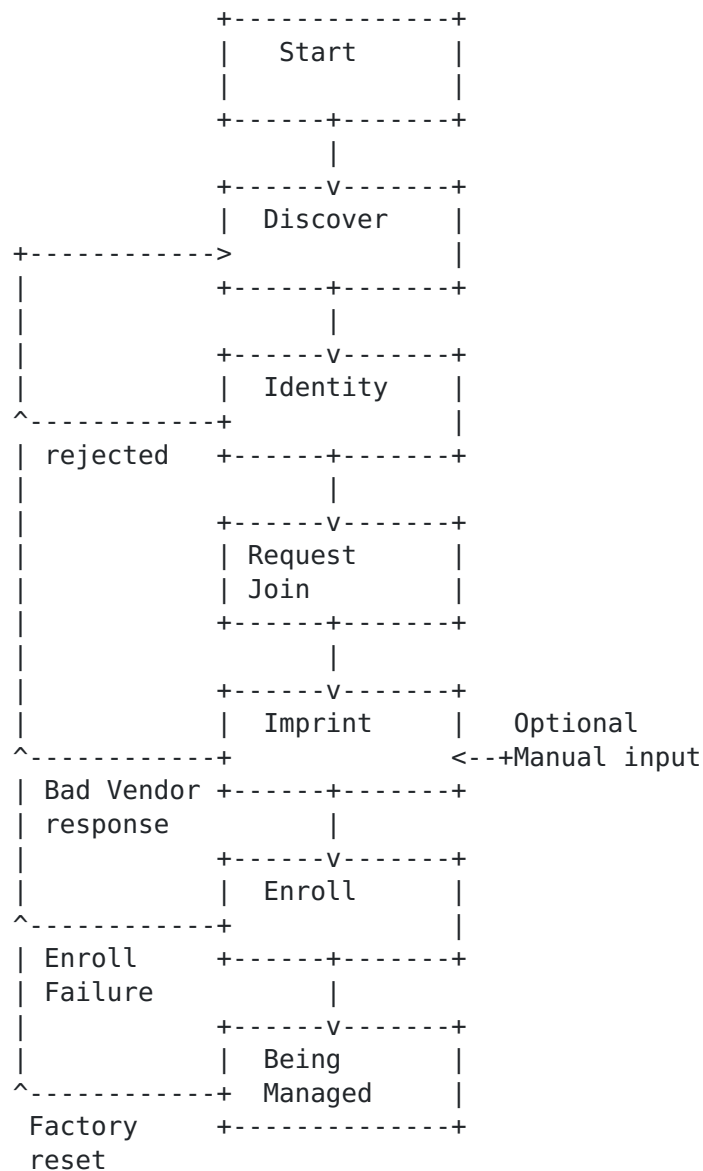 Start
Discover
Identity
rejected
Request
Join
Imprint
Optional
Manual input
Bad Vendor
response
Enroll
Enroll
Failure
Being
Managed
Factory
reset